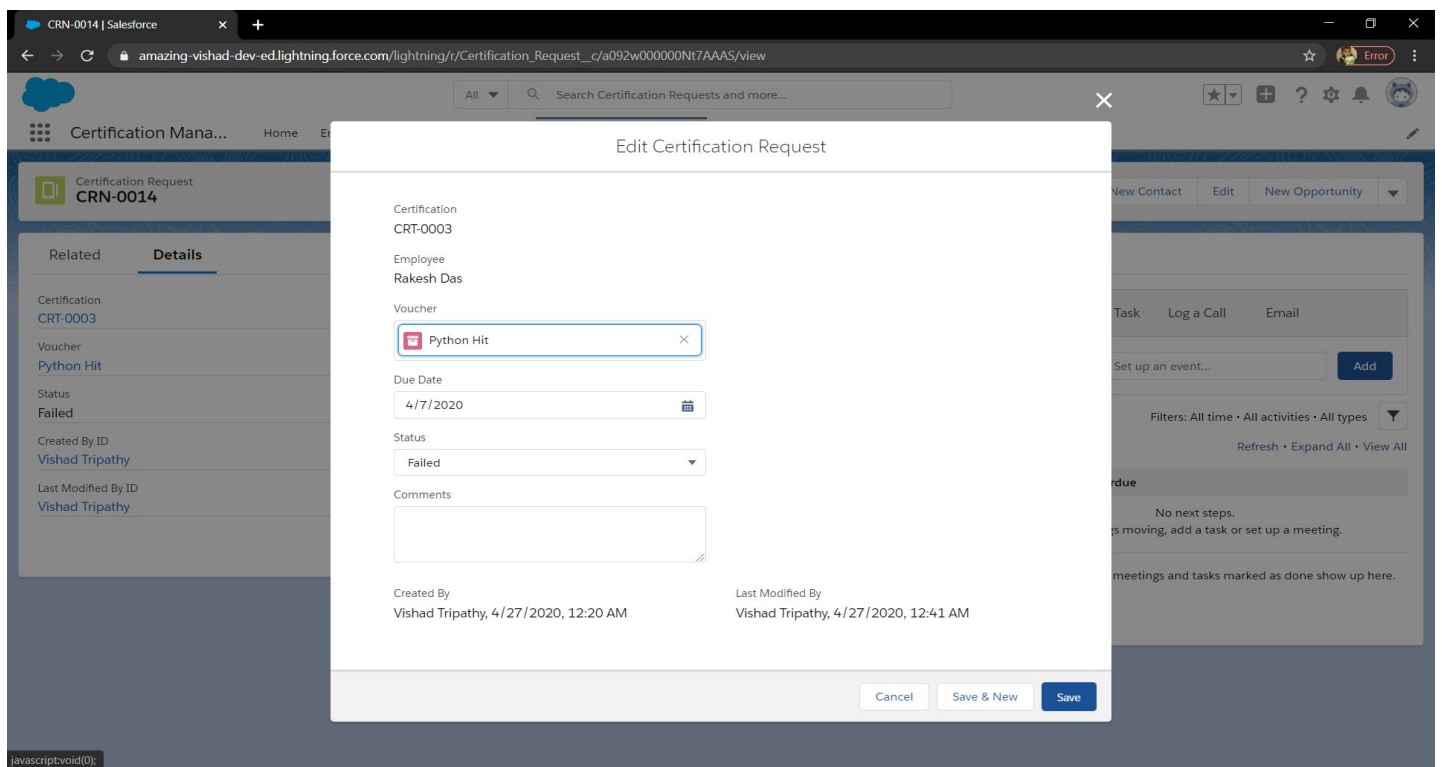 CRN-0014 | Salesforce
amazing-vishad-dev-ed.lightning.force.com/lightning/r/Certification_Request__c/a092w000000Nt7AAAS/view
Error
All
Search Certification Requests and more...
Certification Mana...
Home
Certification Request
CRN-0014
New Contact
Edit
New Opportunity
Related
Details
Certification
CRT-0003
Voucher
Python Hit
Status
Failed
Created By ID
Vishad Tripathy
Last Modified By ID
Vishad Tripathy
Edit Certification Request
Certification
CRT-0003
Employee
Rakesh Das
Voucher
Python Hit
Due Date
4/7/2020
Status
Failed
Comments
Created By
Vishad Tripathy, 4/27/2020, 12:20 AM
Last Modified By
Vishad Tripathy, 4/27/2020, 12:41 AM
Cancel
Save & New
Save
Task
Log a Call
Email
Set up an event...
Add
Filters: All time • All activities • All types
Refresh • Expand All • View All
No next steps.
moving, add a task or set up a meeting.
meetings and tasks marked as done show up here.
javascript:void(0);